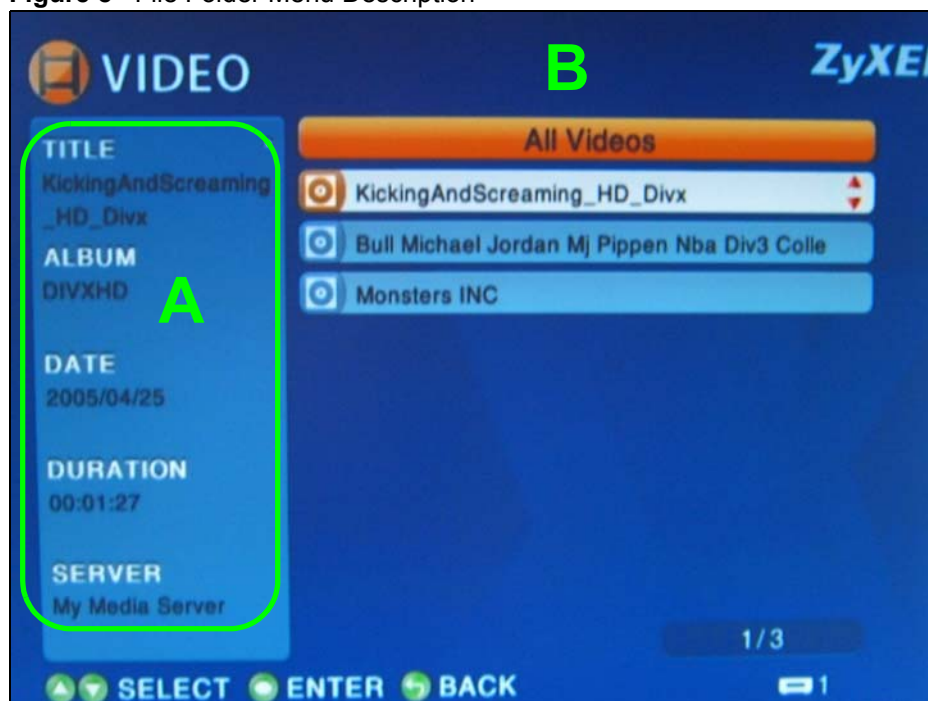 VIDEO
B
TITLE
KickingAndScreaming
_HD_Divx
ALBUM
DIVXHD
A
DATE
2005/04/25
DURATION
00:01:27
SERVER
My Media Server
All Videos
KickingAndScreaming_HD_Divx
Bull Michael Jordan Mj Pippen Nba Div3 Colle
Monsters INC
1/3
SELECT ENTER BACK
1